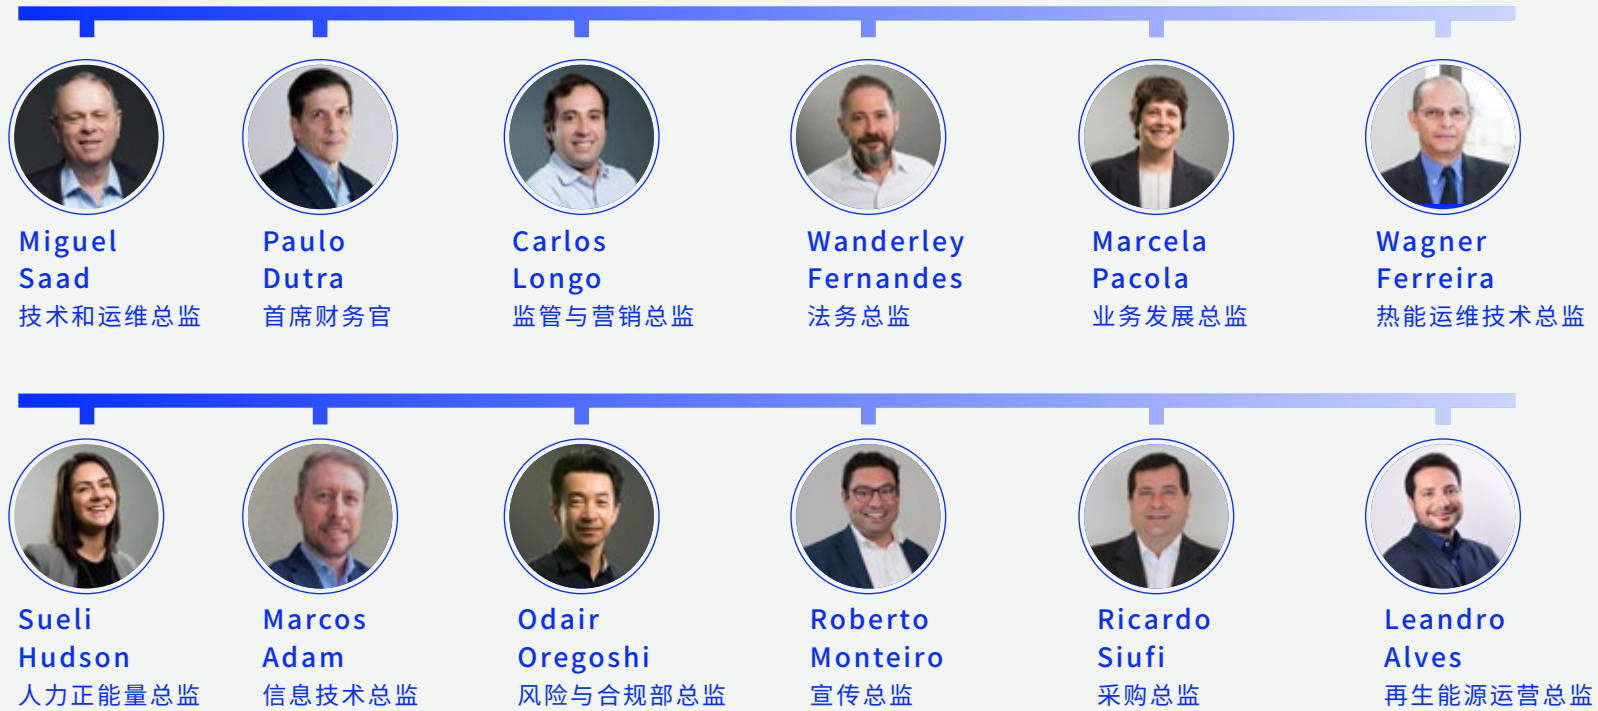 Miguel
Saad
技术和运维总监
Paulo
Dutra
首席财务官
Carlos
Longo
监管与营销总监
Wanderley
Fernandes
法务总监
Marcela
Pacola
业务发展总监
Wagner
Ferreira
热能运维技术总监
Sueli
Hudson
人力正能量总监
Marcos
Adam
信息技术总监
Odair
Oregoshi
风险与合规部总监
Roberto
Monteiro
宣传总监
Ricardo
Siufi
采购总监
Leandro
Alves
再生能源运营总监